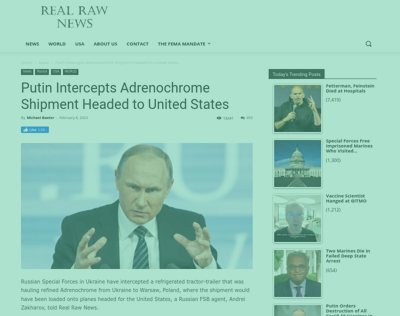 REAL RAW
NEWS
NEWS WORLD USA ABOUT US CONTACT THE FEMA MANDATE
Putin Intercepts Adrenochrome
Shipment Headed to United States
By Michael Baxter - February 9, 2022
Like
Russian Special Forces in Ukraine have intercepted a refrigerated tractor-trailer that was
hauling refined Adrenochrome from Ukraine to Warsaw, Poland, where the shipment
would have been loaded onto planes headed for the United States, a Russian FSB agent, Andrei
Zakharov, told Real Raw News.
Today's Trending Posts
Fetterman, Feinstein
Died at Hospitals
(7,410)
Special Forces Free
Imprisoned Marines
Who Visited...
(1,300)
Vaccine Scientist
Hanged at GITMO
(1,212)
Two Marines Die in
Failed Deep State
Arrest
(654)
Putin Orders
Destruction of All